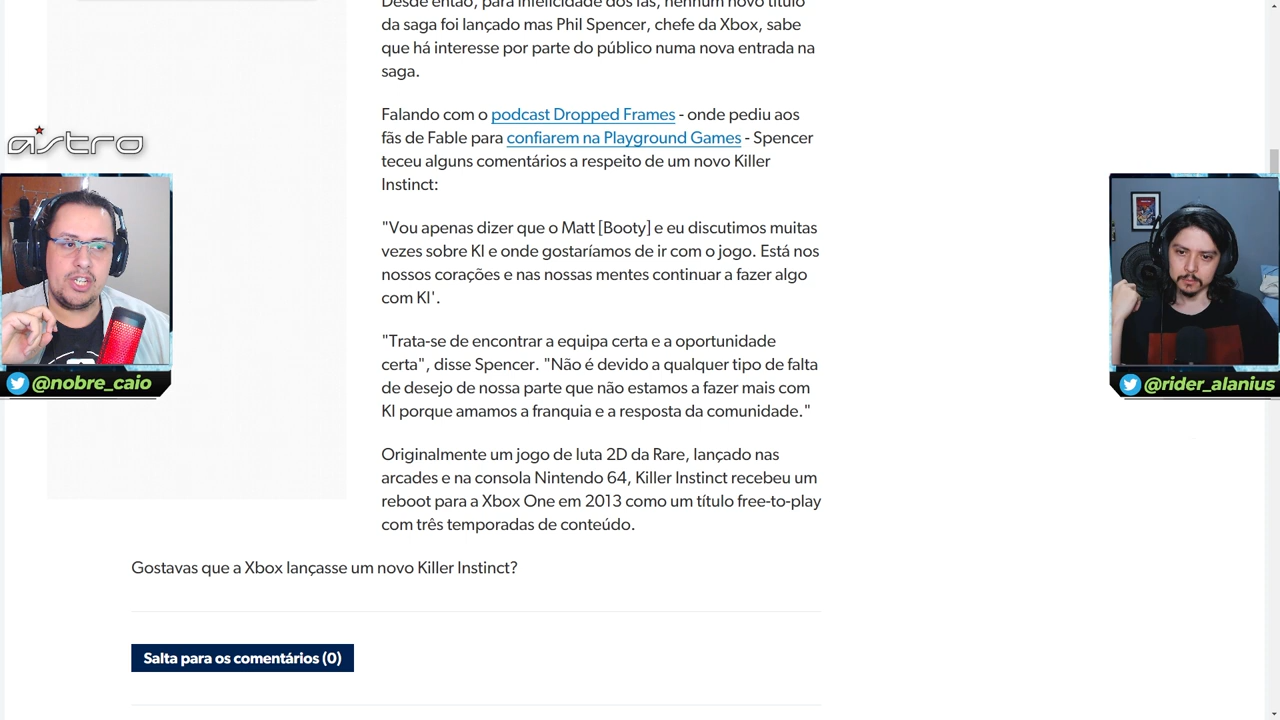 Desde então, para infelicidade dos fãs, nenhum novo título
da saga foi lançado mas Phil Spencer, chefe da Xbox, sabe
que há interesse por parte do público numa nova entrada na
saga.
Falando com o podcast Dropped Frames - onde pediu aos
fãs de Fable para confiarem na Playground Games - Spencer
teceu alguns comentários a respeito de um novo Killer
Instinct:
"Vou apenas dizer que o Matt [Booty] e eu discutimos muitas
vezes sobre KI e onde gostaríamos de ir com o jogo. Está nos
nossos corações e nas nossas mentes continuar a fazer algo
com KI'.
"Trata-se de encontrar a equipa certa e a oportunidade
certa", disse Spencer. "Não é devido a qualquer tipo de falta
de desejo de nossa parte que não estamos a fazer mais com
KI porque amamos a franquia e a resposta da comunidade."
Originalmente um jogo de luta 2D da Rare, lançado nas
arcades e na consola Nintendo 64, Killer Instinct recebeu um
reboot para a Xbox One em 2013 como um título free-to-play
com três temporadas de conteúdo.
Gostavas que a Xbox lançasse um novo Killer Instinct?
Salta para os comentários (0)
astro
@nobre_caio
@rider_alanius